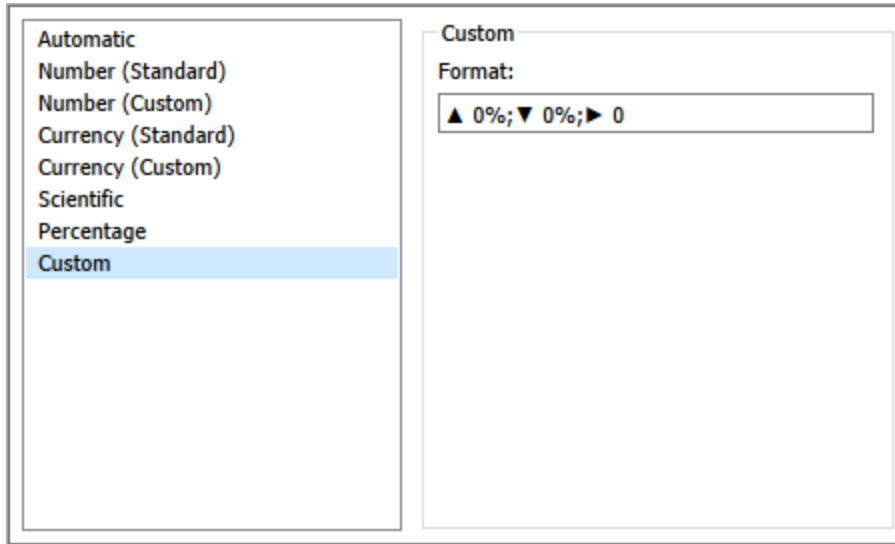 Automatic
Number (Standard)
Number (Custom)
Currency (Standard)
Currency (Custom)
Scientific
Percentage
Custom
Custom
Format:
▲ 0%;▼ 0%;► 0